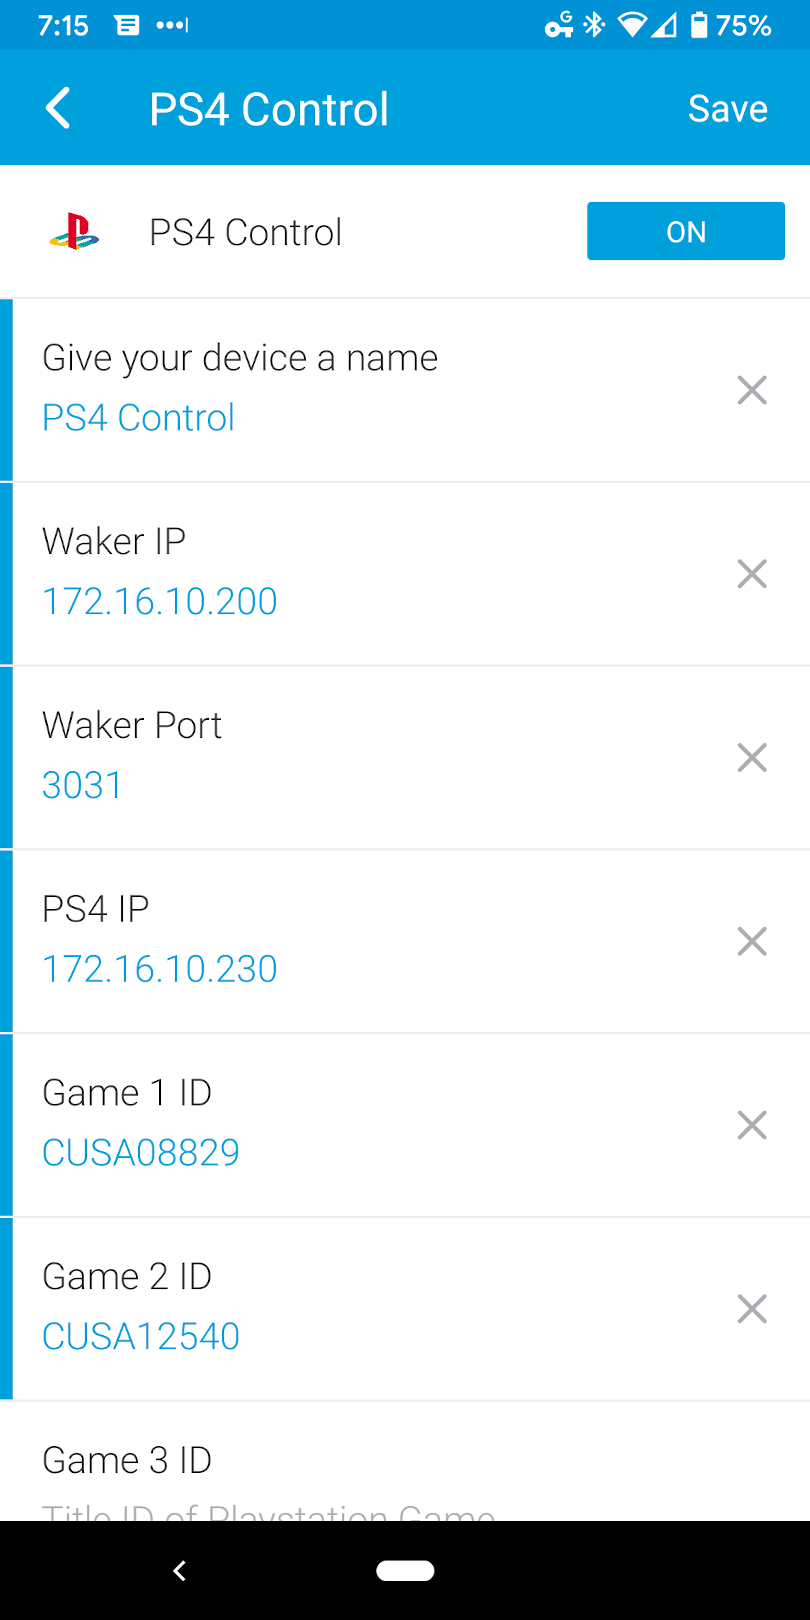 7:15 75%
PS4 Control Save
PS4 Control ON
Give your device a name
PS4 Control
Waker IP
172.16.10.200
Waker Port
3031
PS4 IP
172.16.10.230
Game 1 ID
CUSA08829
Game 2 ID
CUSA12540
Game 3 ID
Title ID of Playstation Game